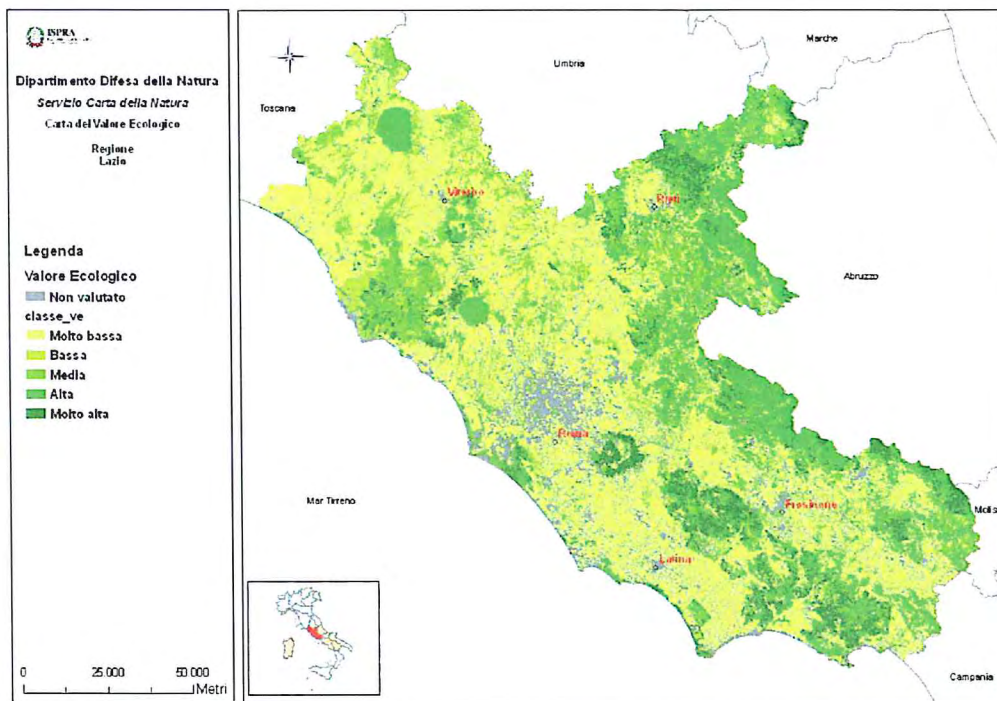 ISPRA
Dipartimento Difesa della Natura
Servizio Carta della Natura
Carta del Valore Ecologico
Regione
Lazio
Legenda
Valore Ecologico
Non valutato
classe_ve
Molto bassa
Bassa
Media
Alta
Molto alta
0 25.000 50.000
Metri
Marche
Umbria
Toscana
Viterbo
Rieti
Abruzzo
Roma
Mar Tirreno
Frosinone
Molis
Latina
Campania